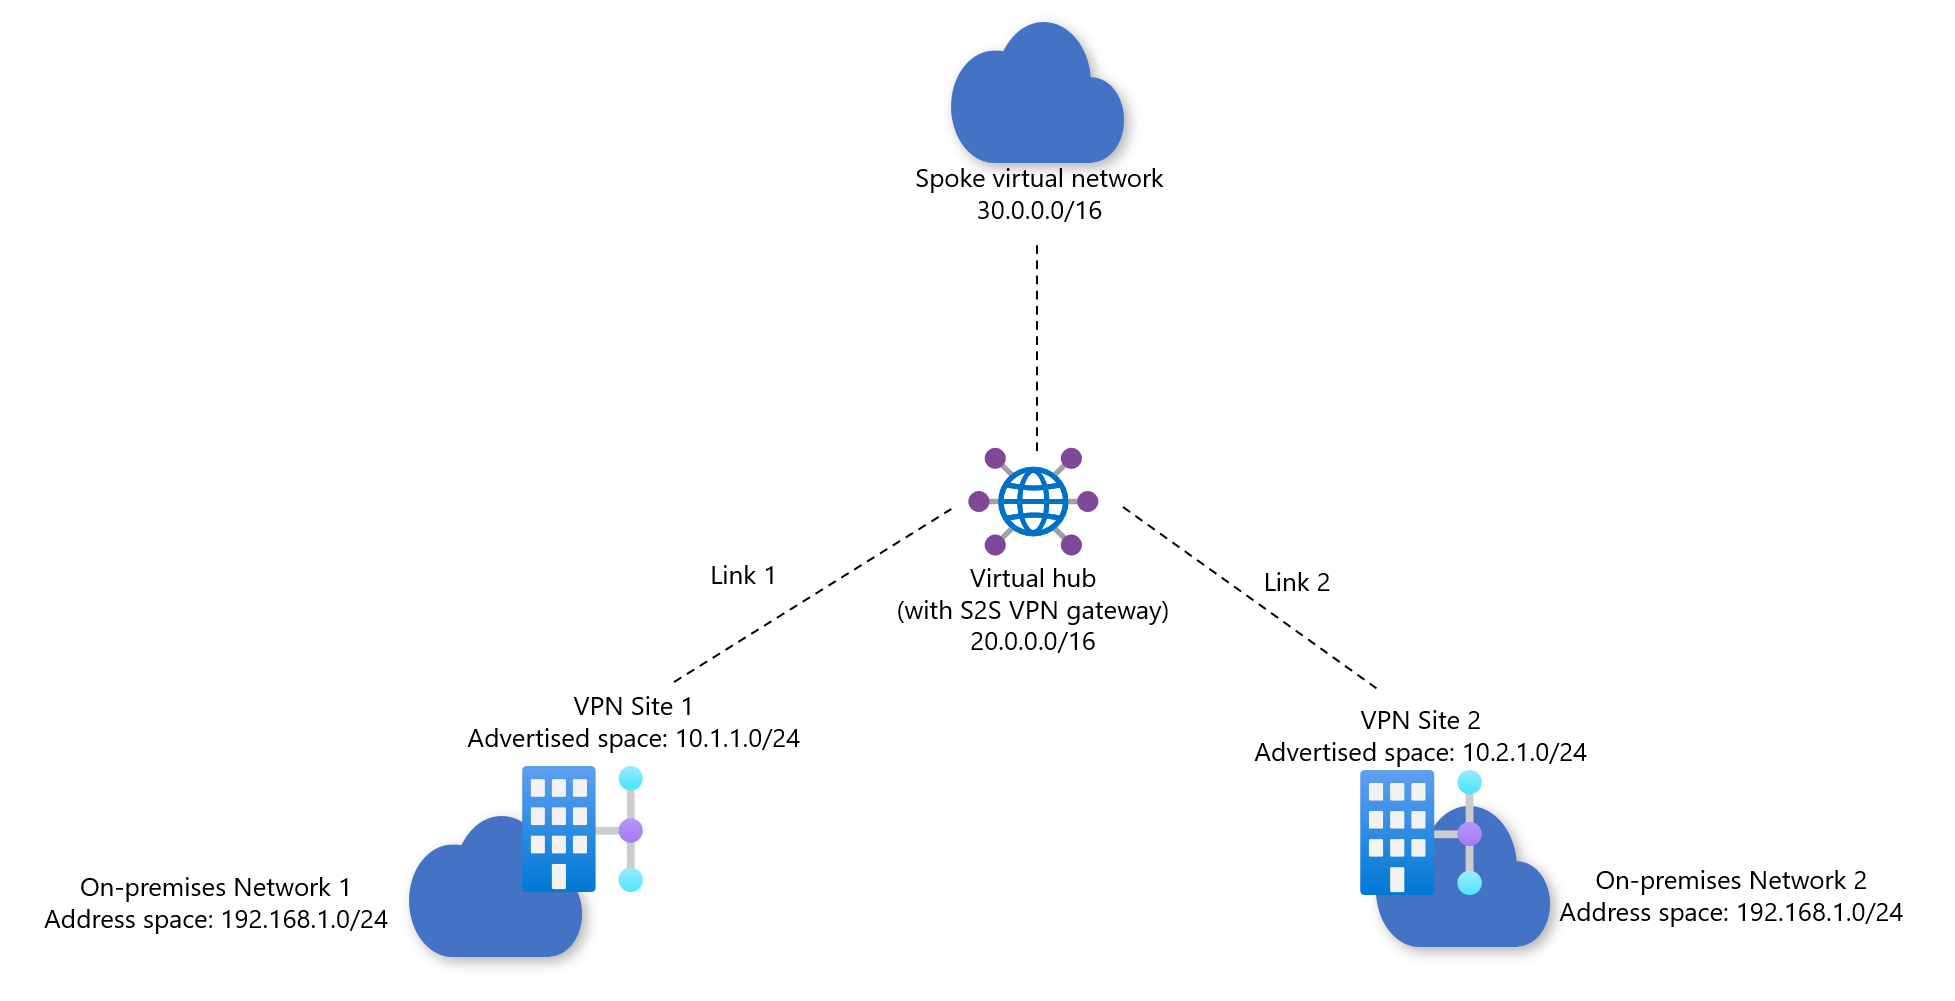 Spoke virtual network
30.0.0.0/16
Link 1
Virtual hub
(with S2S VPN gateway)
20.0.0.0/16
Link 2
VPN Site 1
Advertised space: 10.1.1.0/24
VPN Site 2
Advertised space: 10.2.1.0/24
On-premises Network 1
Address space: 192.168.1.0/24
On-premises Network 2
Address space: 192.168.1.0/24